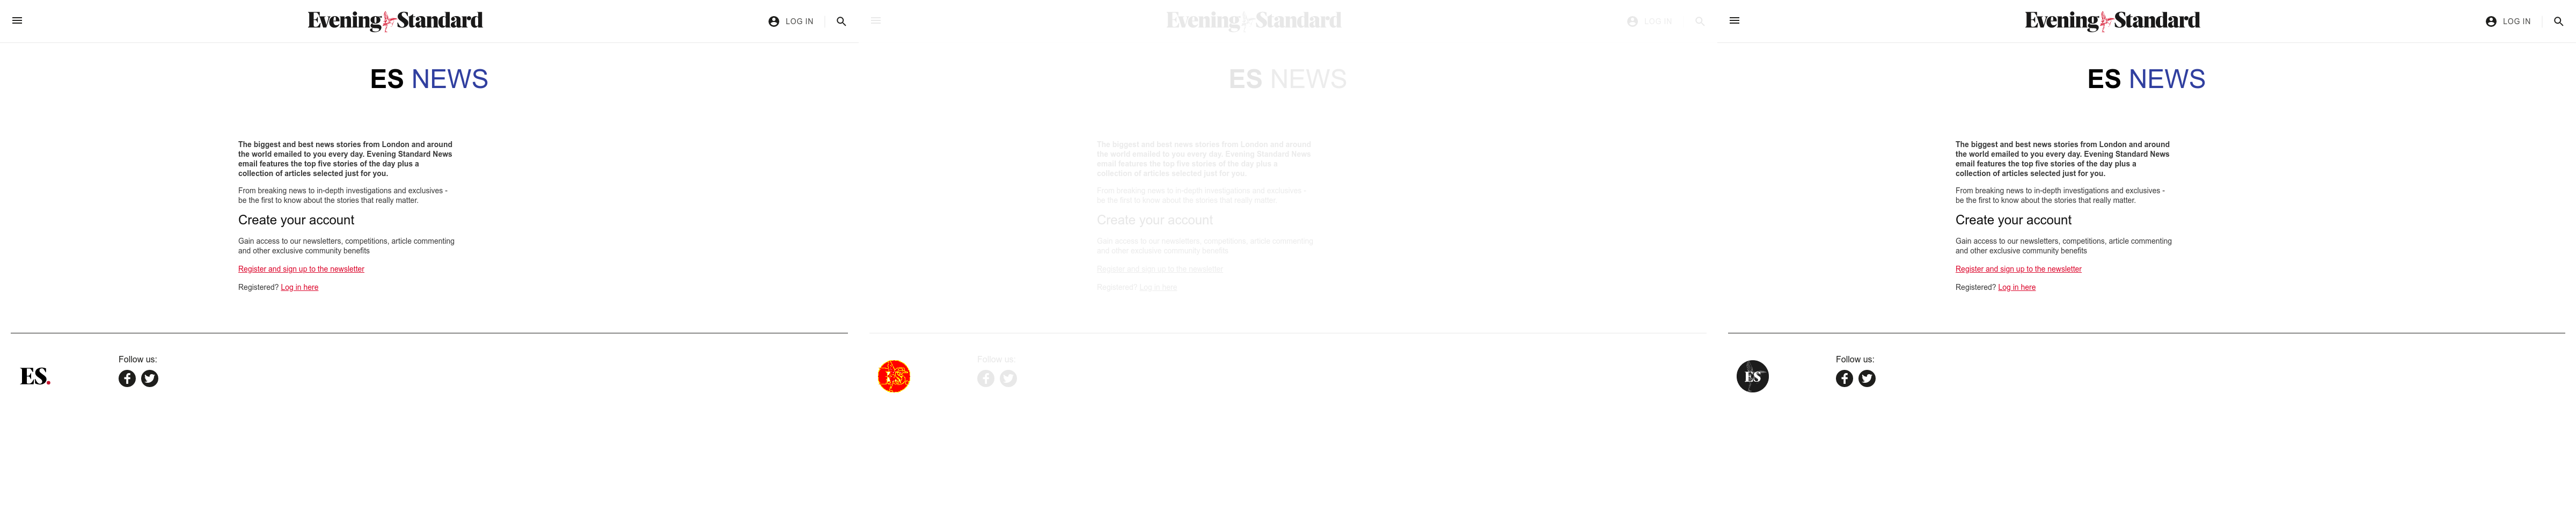 Evening Standard
LOG IN
ES NEWS
The biggest and best news stories from London and around
the world emailed to you every day. Evening Standard News
email features the top five stories of the day plus a
collection of articles selected just for you.
From breaking news to in-depth investigations and exclusives -
be the first to know about the stories that really matter.
Create your account
Gain access to our newsletters, competitions, article commenting
and other exclusive community benefits
Register and sign up to the newsletter
Registered? Log in here
ES.
Follow us:
Evening Standard
LOG IN
ES NEWS
The biggest and best news stories from London and around
the world emailed to you every day. Evening Standard News
email features the top five stories of the day plus a
collection of articles selected just for you.
From breaking news to in-depth investigations and exclusives -
be the first to know about the stories that really matter.
Create your account
Gain access to our newsletters, competitions, article commenting
and other exclusive community benefits
Register and sign up to the newsletter
Registered? Log in here
ES
Follow us:
Evening Standard
LOG IN
ES NEWS
The biggest and best news stories from London and around
the world emailed to you every day. Evening Standard News
email features the top five stories of the day plus a
collection of articles selected just for you.
From breaking news to in-depth investigations and exclusives -
be the first to know about the stories that really matter.
Create your account
Gain access to our newsletters, competitions, article commenting
and other exclusive community benefits
Register and sign up to the newsletter
Registered? Log in here
ES
Follow us: